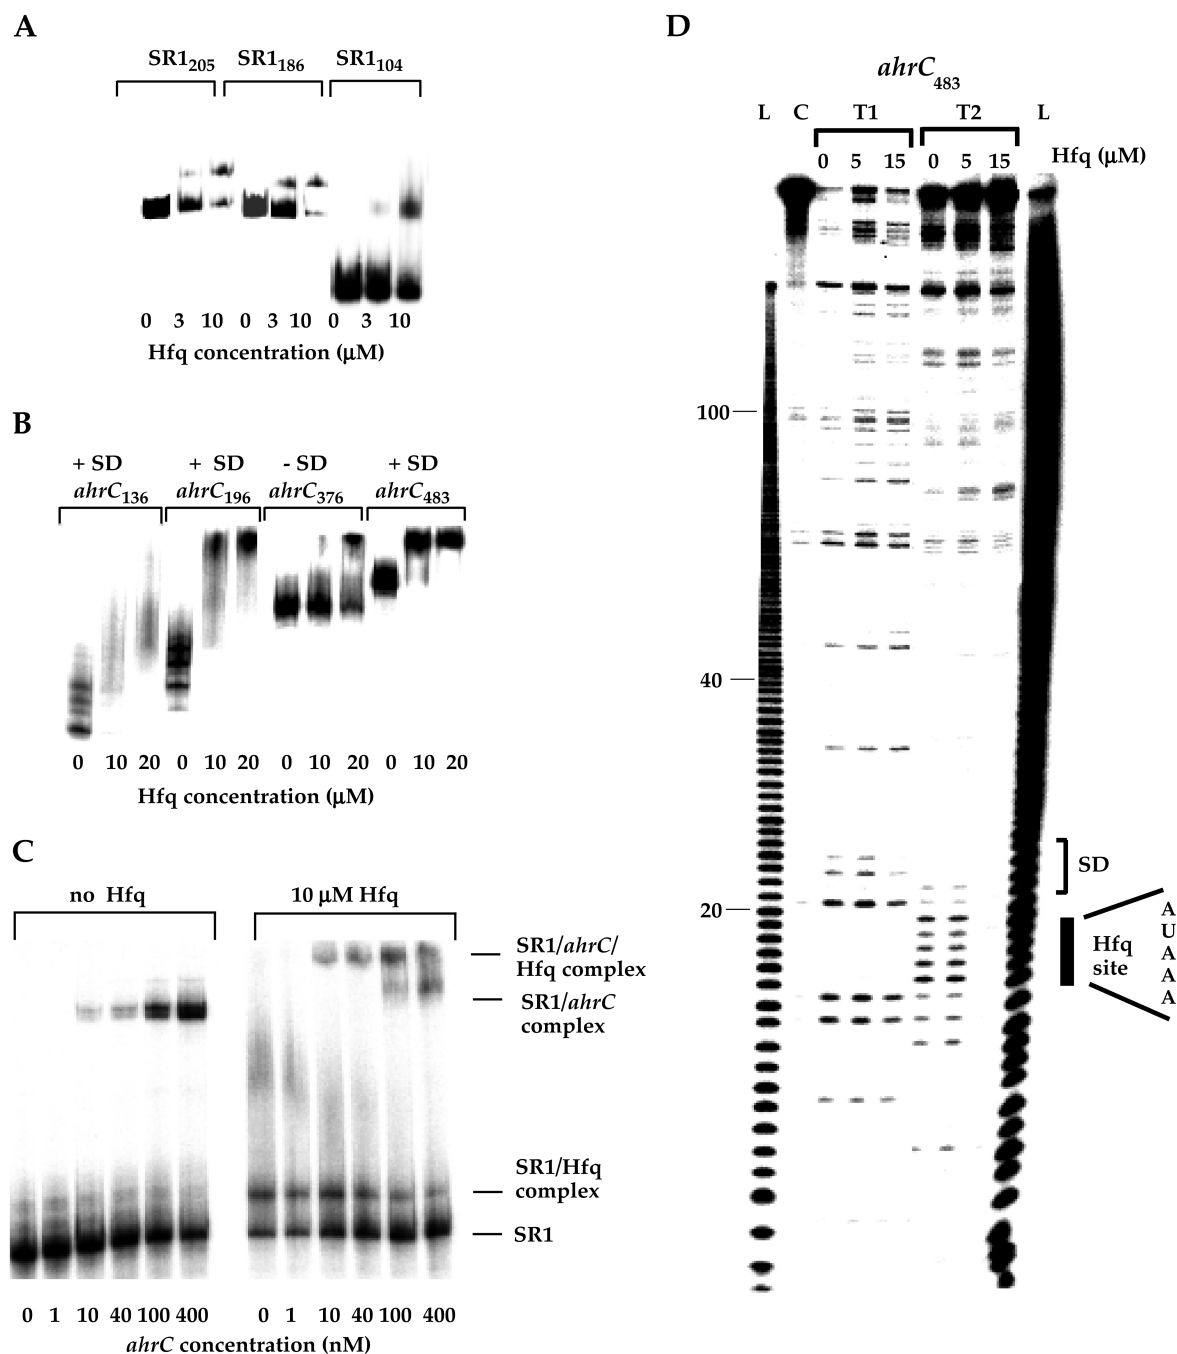 A
SR1205 SR1186 SR1104
0 3 10 0 3 10 0 3 10
Hfq concentration (μM)
B
+ SD + SD - SD + SD
ahrC136 ahrC196 ahrC376 ahrC483
0 10 20 0 10 20 0 10 20 0 10 20
Hfq concentration (μM)
C
no Hfq 10 μM Hfq
SR1/ahrC/
Hfq complex
SR1/ahrC
complex
SR1/Hfq
complex
SR1
0 1 10 40 100 400 0 1 10 40 100 400
ahrC concentration (nM)
D
ahrC483
L C T1 T2 L
0 5 15 0 5 15 Hfq (μM)
100
40
20
SD
Hfq
site
A
U
A
A
A